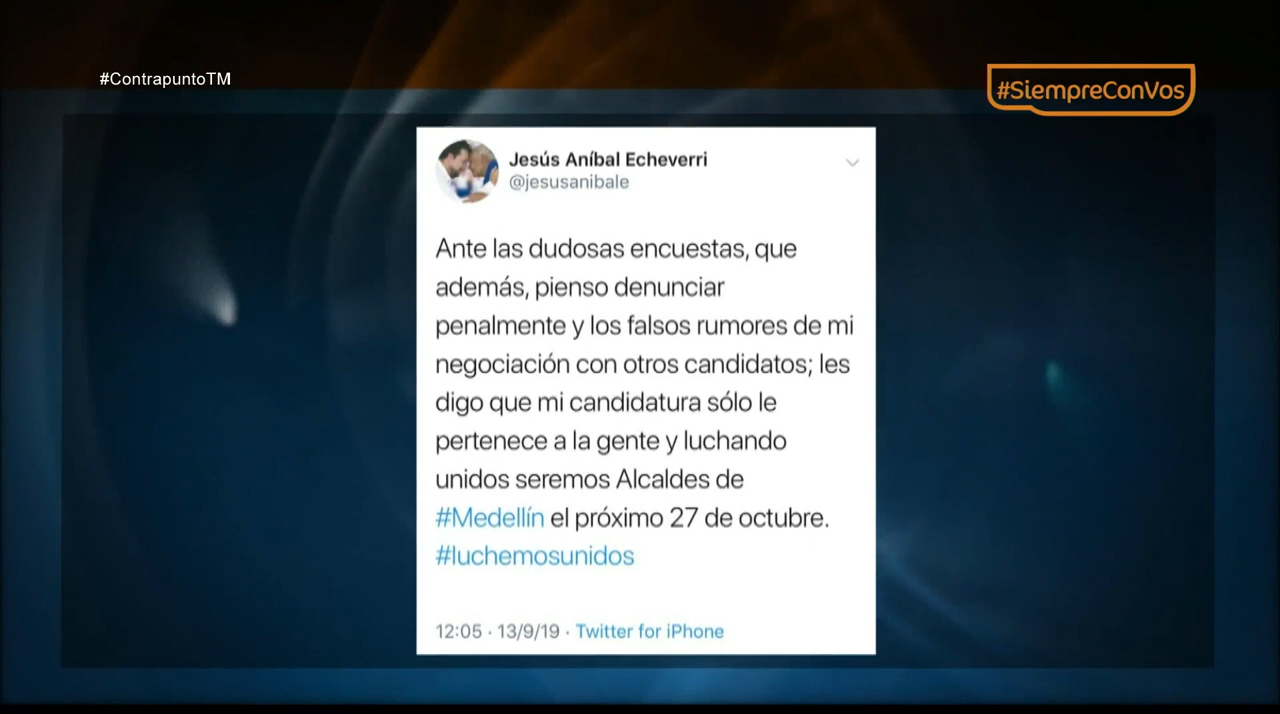 #ContrapuntoTM
#SiempreConVos
Jesús Aníbal Echeverri
@jesusanibale
Ante las dudosas encuestas, que
además, pienso denunciar
penalmente y los falsos rumores de mi
negociación con otros candidatos; les
digo que mi candidatura sólo le
pertenece a la gente y luchando
unidos seremos Alcaldes de
#Medellín el próximo 27 de octubre.
#luchemosunidos
12:05 · 13/9/19 · Twitter for iPhone